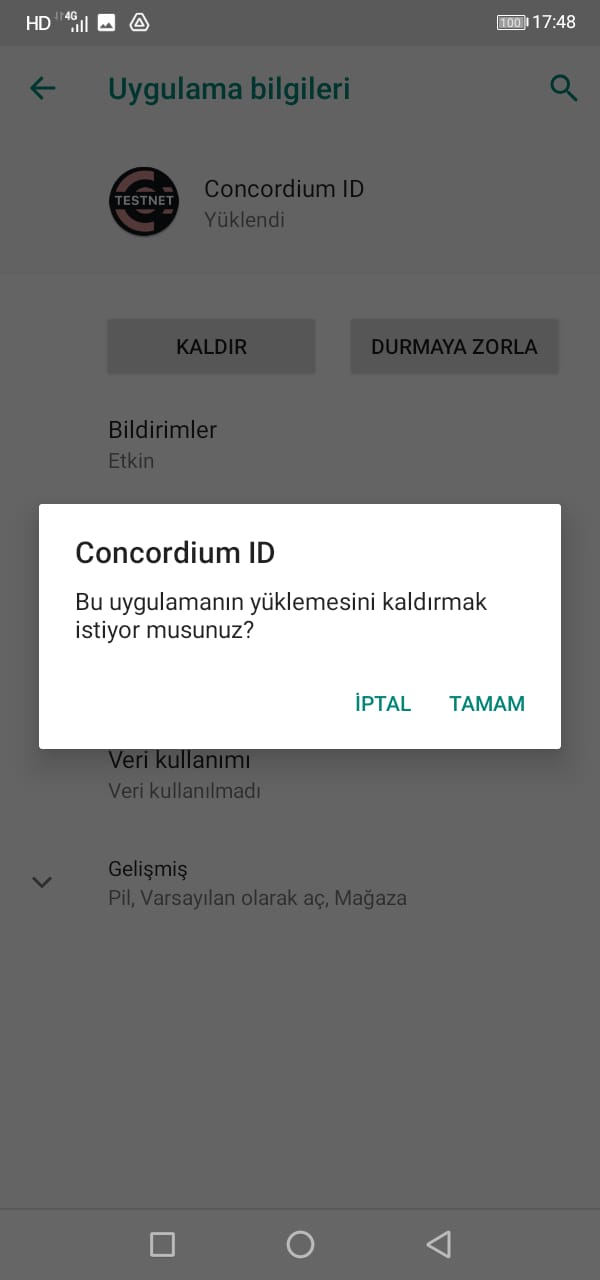 HD 4G 100 17:48
Uygulama bilgileri
TESTNET
Concordium ID
Yüklendi
KALDIR
DURMAYA ZORLA
Bildirimler
Etkin
Concordium ID
Bu uygulamanın yüklemesini kaldırmak
istiyor musunuz?
İPTAL
TAMAM
Veri kullanımı
Veri kullanılmadı
Gelişmiş
Pil, Varsayılan olarak aç, Mağaza